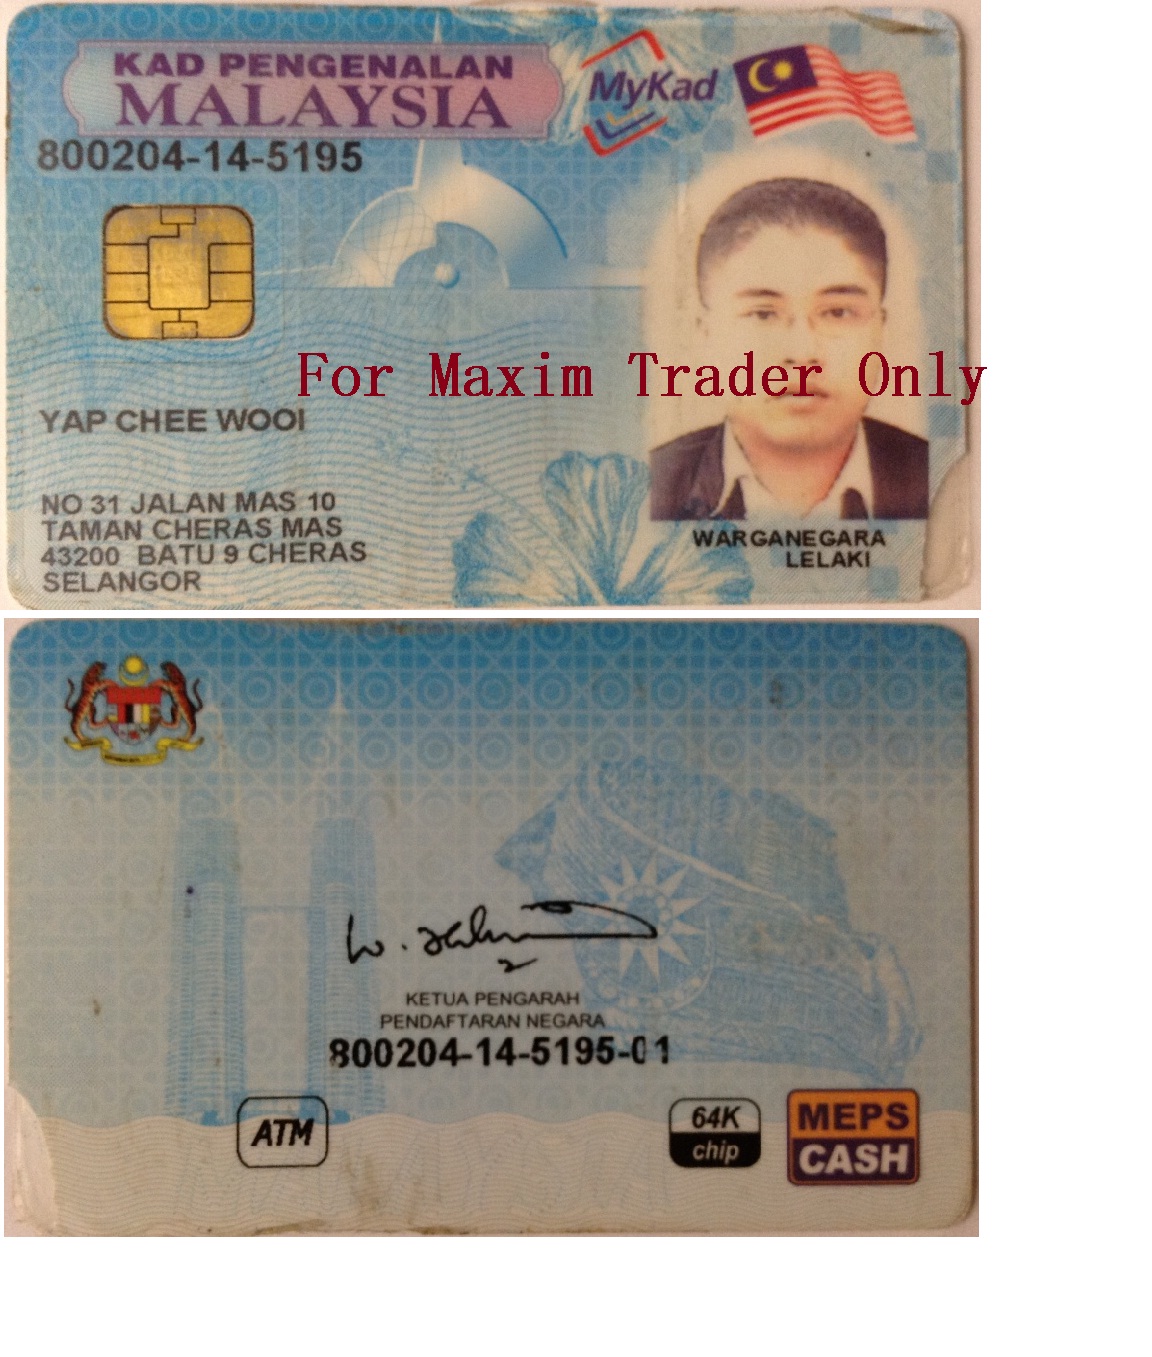 KAD PENGENALAN
MALAYSIA
MyKad
800204-14-5195
For Maxim Trader Only
YAP CHEE WOOI
NO 31 JALAN MAS 10
TAMAN CHERAS MAS
43200 BATU 9 CHERAS
SELANGOR
WARGANEGARA
LELAKI
KETUA PENGARAH
PENDAFTARAN NEGARA
800204-14-5195-01
ATM
64K
chip
MEPS
CASH